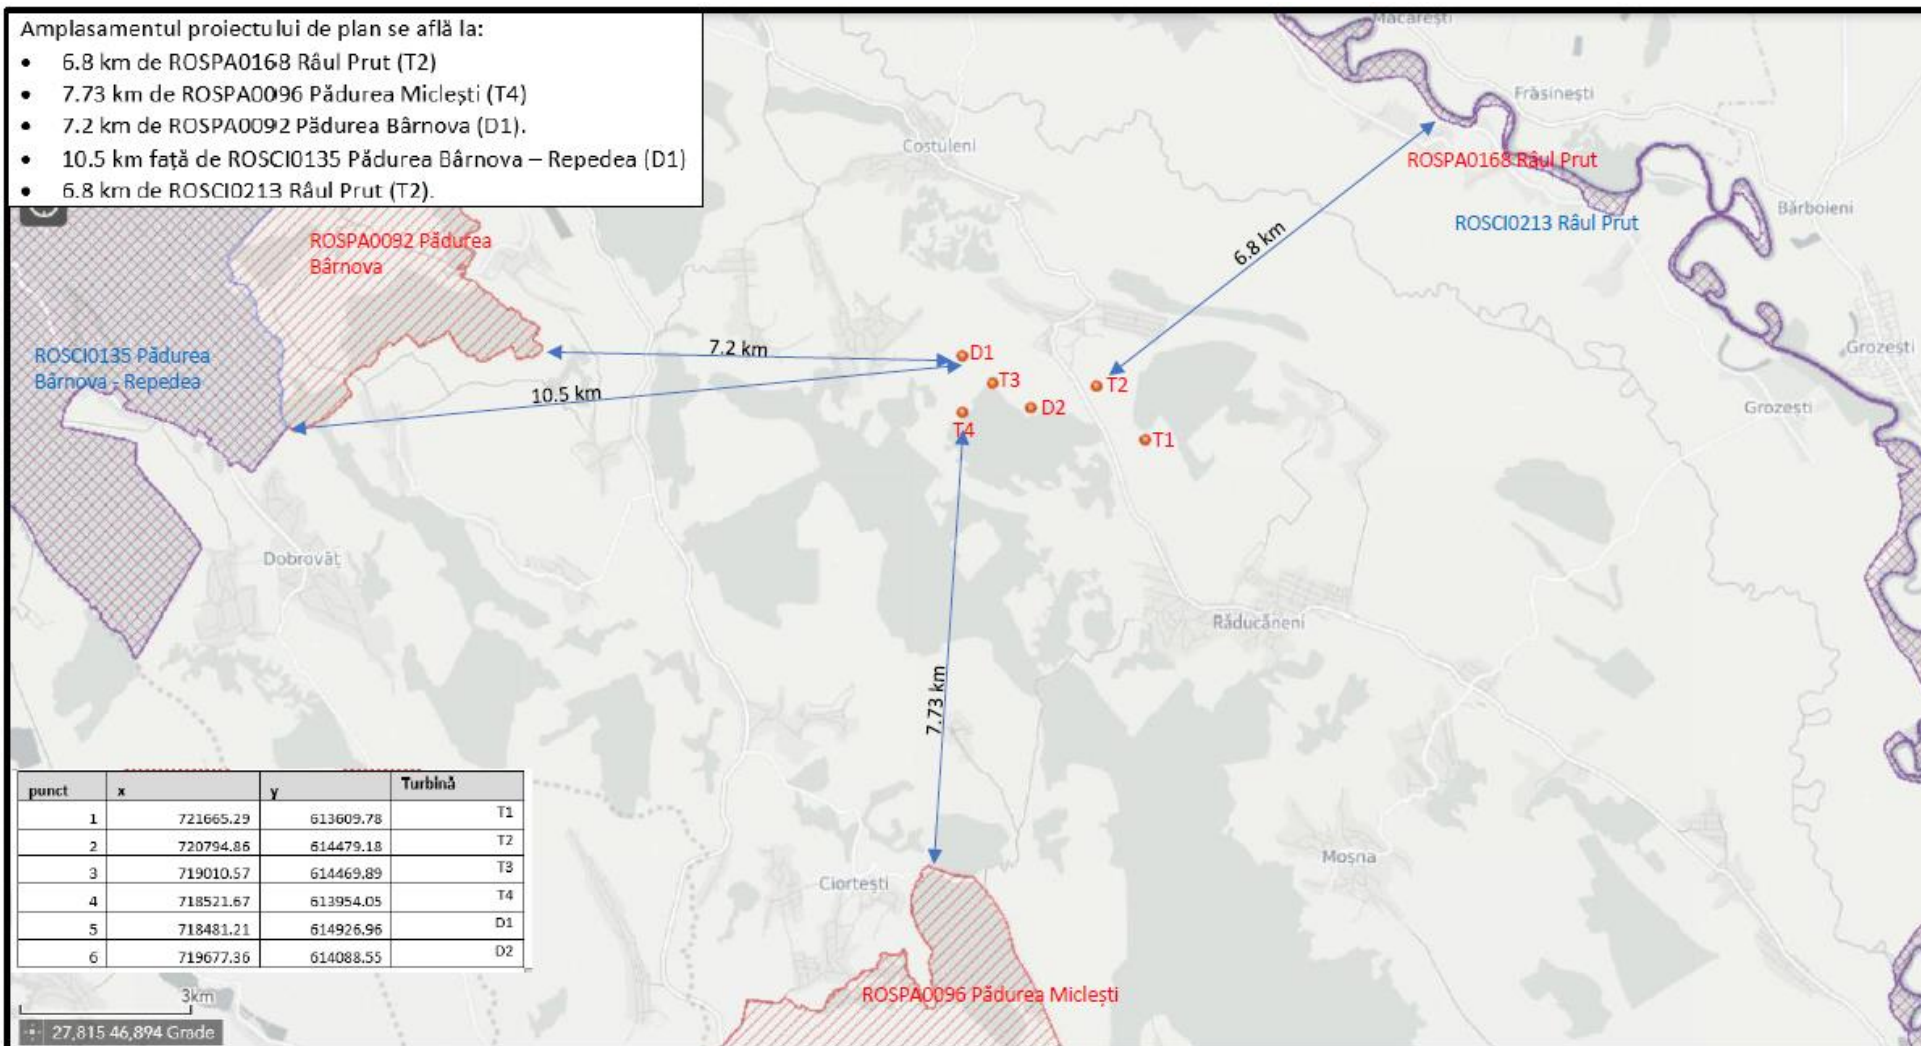 Amplasamentul proiectului de plan se află la:
• 6.8 km de ROSPA0168 Râul Prut (T2)
• 7.73 km de ROSPA0096 Pădurea Miclești (T4)
• 7.2 km de ROSPA0092 Pădurea Bârnova (D1).
• 10.5 km față de ROSCI0135 Pădurea Bârnova – Repedea (D1)
• 6.8 km de ROSCI0213 Râul Prut (T2).
Macarești
Frăsinești
Costuleni
ROSPA0168 Râul Prut
Bărboieni
ROSCI0213 Râul Prut
ROSPA0092 Pădurea
Bârnova
6.8 km
ROSCI0135 Pădurea
Bârnova - Repedea
7.2 km
10.5 km
D1
T3
T2
D2
T4
T1
Grozești
Grozești
Dobrovăț
Răducăneni
7.73 km
Moșna
Ciortești
ROSPA0096 Pădurea Miclești
punct x y Turbină
1 721665.29 613609.78 T1
2 720794.86 614479.18 T2
3 719010.57 614469.89 T3
4 718521.67 613954.05 T4
5 718481.21 614926.96 D1
6 719677.36 614088.55 D2
3km
27,815 46,894 Grade